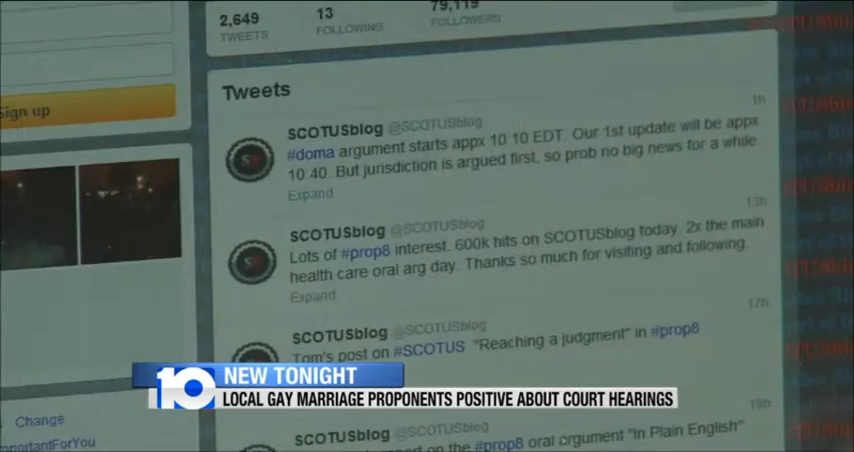 2,649
TWEETS
13
FOLLOWING
79,119
FOLLOWERS
Sign up
Tweets
SCOTUSblog @SCOTUSblog
1h
#doma argument starts appx 10:10 EDT. Our 1st update will be appx
10:40. But jurisdiction is argued first, so prob no big news for a while
Expand
SCOTUSblog @SCOTUSblog
13h
Lots of #prop8 interest. 600k hits on SCOTUSblog today. 2x the main
health care oral arg day. Thanks so much for visiting and following.
Expand
SCOTUSblog @SCOTUSblog
17h
Tom's post on #SCOTUS "Reaching a judgment" in #prop8
10
NEW TONIGHT
LOCAL GAY MARRIAGE PROPONENTS POSITIVE ABOUT COURT HEARINGS
Change
SCOTUSblog @SCOTUSblog
19h
on the #prop8 oral argument "In Plain English"